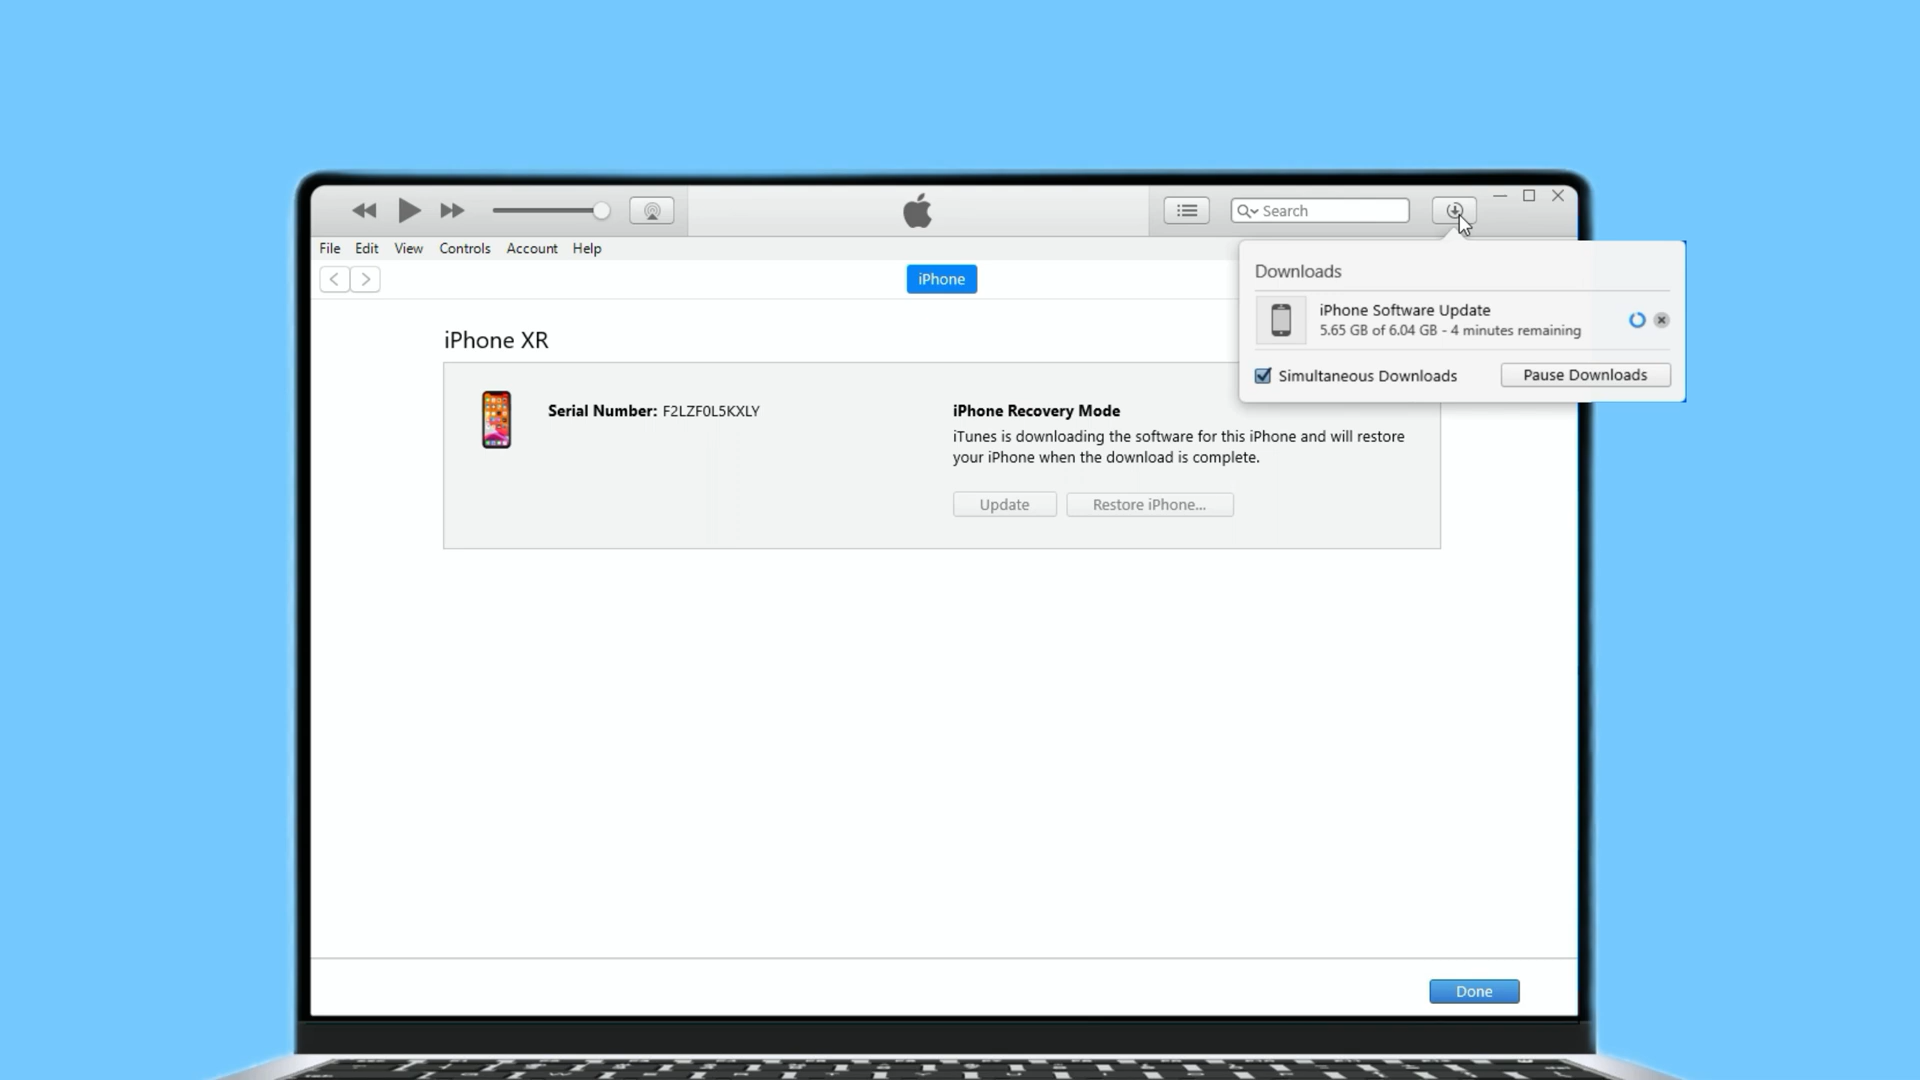 Search
File Edit View Controls Account Help
iPhone
Downloads
iPhone Software Update
5.65 GB of 6.04 GB - 4 minutes remaining
Simultaneous Downloads
Pause Downloads
iPhone XR
Serial Number: F2LZF0L5KXLY
iPhone Recovery Mode
iTunes is downloading the software for this iPhone and will restore
your iPhone when the download is complete.
Update
Restore iPhone...
Done